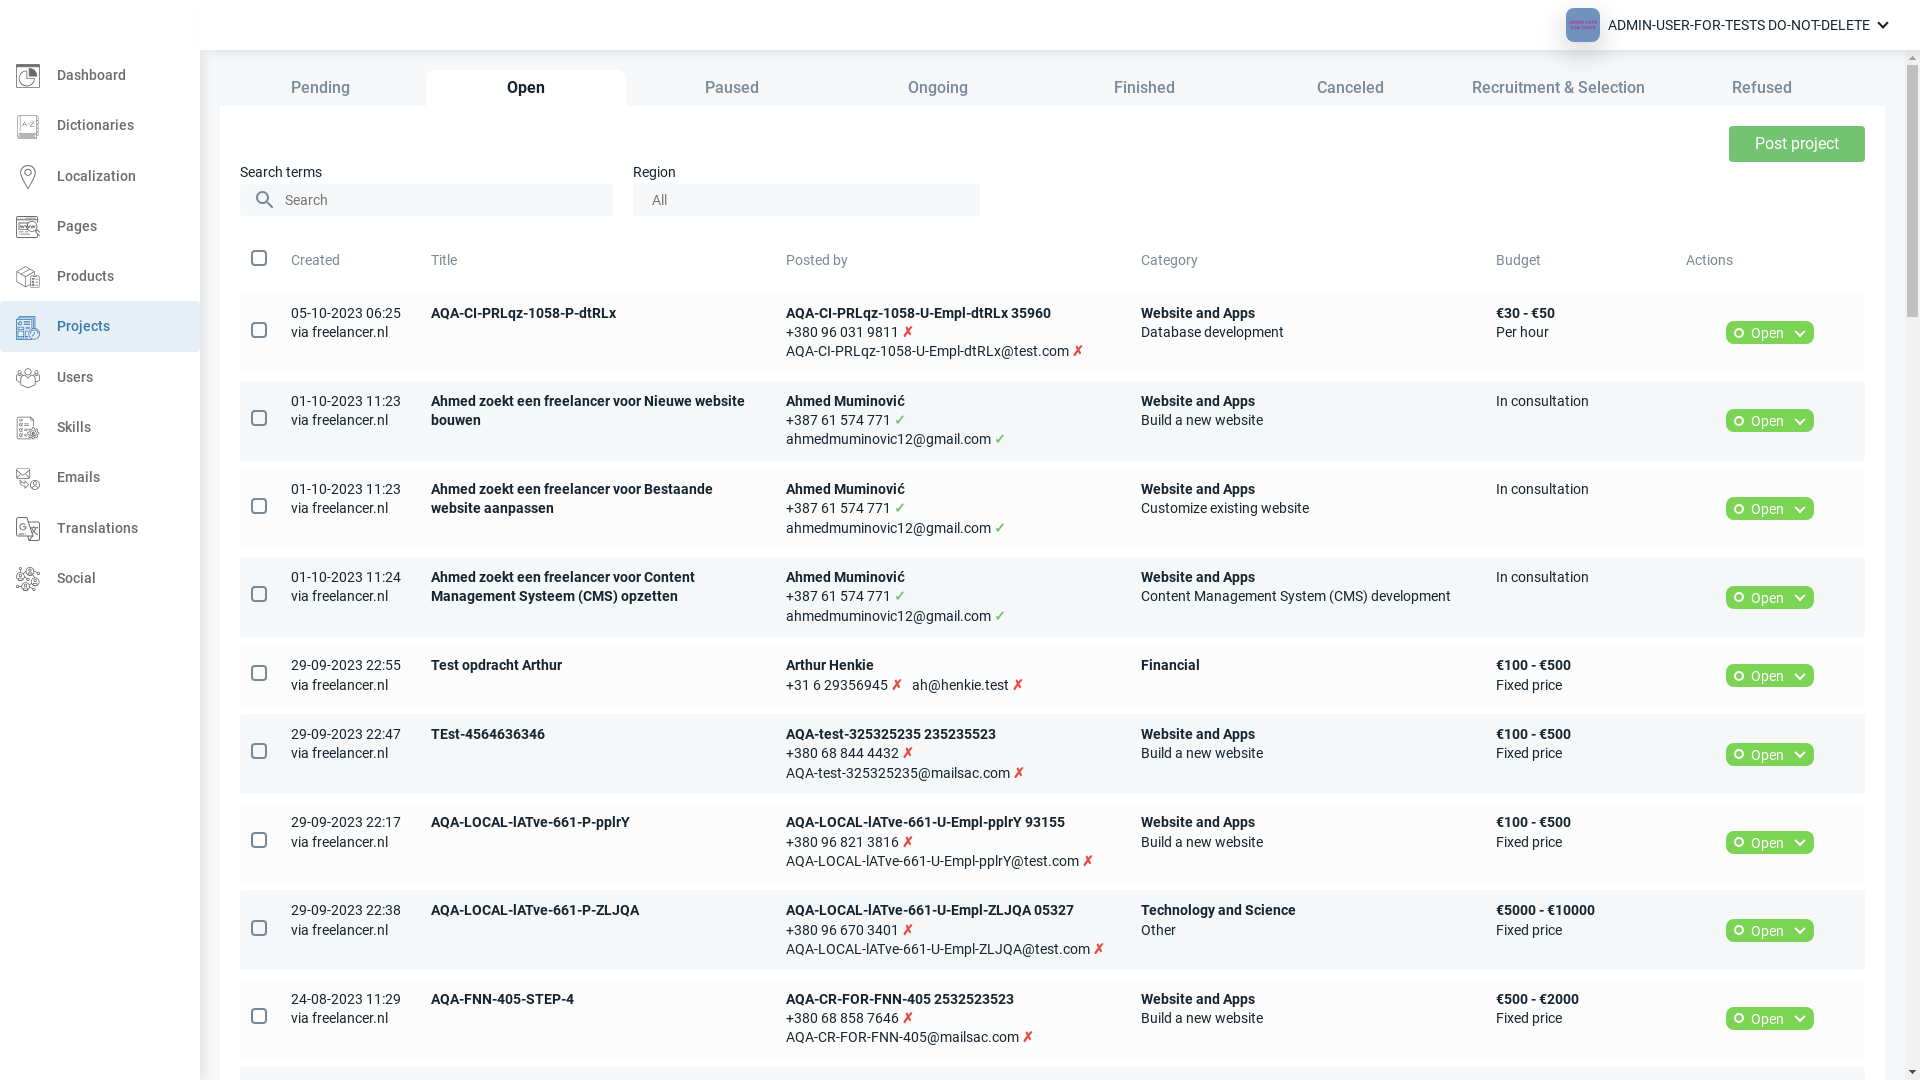 ADMIN-USER-FOR-TESTS DO-NOT-DELETE
Dashboard
Dictionaries
Localization
Pages
Products
Projects
Users
Skills
Emails
Translations
Social
Pending
Open
Paused
Ongoing
Finished
Canceled
Recruitment & Selection
Refused
Post project
Search terms
Region
Search
All
Created
Title
Posted by
Category
Budget
Actions
05-10-2023 06:25
via freelancer.nl
AQA-CI-PRLqz-1058-P-dtRLx
AQA-CI-PRLqz-1058-U-Empl-dtRLx 35960
+380 96 031 9811 ✗
AQA-CI-PRLqz-1058-U-Empl-dtRLx@test.com ✗
Website and Apps
Database development
€30 - €50
Per hour
Open
01-10-2023 11:23
via freelancer.nl
Ahmed zoekt een freelancer voor Nieuwe website
bouwen
Ahmed Muminović
+387 61 574 771 ✓
ahmedmuminovic12@gmail.com ✓
Website and Apps
Build a new website
In consultation
Open
01-10-2023 11:23
via freelancer.nl
Ahmed zoekt een freelancer voor Bestaande
website aanpassen
Ahmed Muminović
+387 61 574 771 ✓
ahmedmuminovic12@gmail.com ✓
Website and Apps
Customize existing website
In consultation
Open
01-10-2023 11:24
via freelancer.nl
Ahmed zoekt een freelancer voor Content
Management Systeem (CMS) opzetten
Ahmed Muminović
+387 61 574 771 ✓
ahmedmuminovic12@gmail.com ✓
Website and Apps
Content Management System (CMS) development
In consultation
Open
29-09-2023 22:55
via freelancer.nl
Test opdracht Arthur
Arthur Henkie
+31 6 29356945 ✗ ah@henkie.test ✗
Financial
€100 - €500
Fixed price
Open
29-09-2023 22:47
via freelancer.nl
TEst-4564636346
AQA-test-325325235 235235523
+380 68 844 4432 ✗
AQA-test-325325235@mailsac.com ✗
Website and Apps
Build a new website
€100 - €500
Fixed price
Open
29-09-2023 22:17
via freelancer.nl
AQA-LOCAL-lATve-661-P-pplrY
AQA-LOCAL-lATve-661-U-Empl-pplrY 93155
+380 96 821 3816 ✗
AQA-LOCAL-lATve-661-U-Empl-pplrY@test.com ✗
Website and Apps
Build a new website
€100 - €500
Fixed price
Open
29-09-2023 22:38
via freelancer.nl
AQA-LOCAL-lATve-661-P-ZLJQA
AQA-LOCAL-lATve-661-U-Empl-ZLJQA 05327
+380 96 670 3401 ✗
AQA-LOCAL-lATve-661-U-Empl-ZLJQA@test.com ✗
Technology and Science
Other
€5000 - €10000
Fixed price
Open
24-08-2023 11:29
via freelancer.nl
AQA-FNN-405-STEP-4
AQA-CR-FOR-FNN-405 2532523523
+380 68 858 7646 ✗
AQA-CR-FOR-FNN-405@mailsac.com ✗
Website and Apps
Build a new website
€500 - €2000
Fixed price
Open